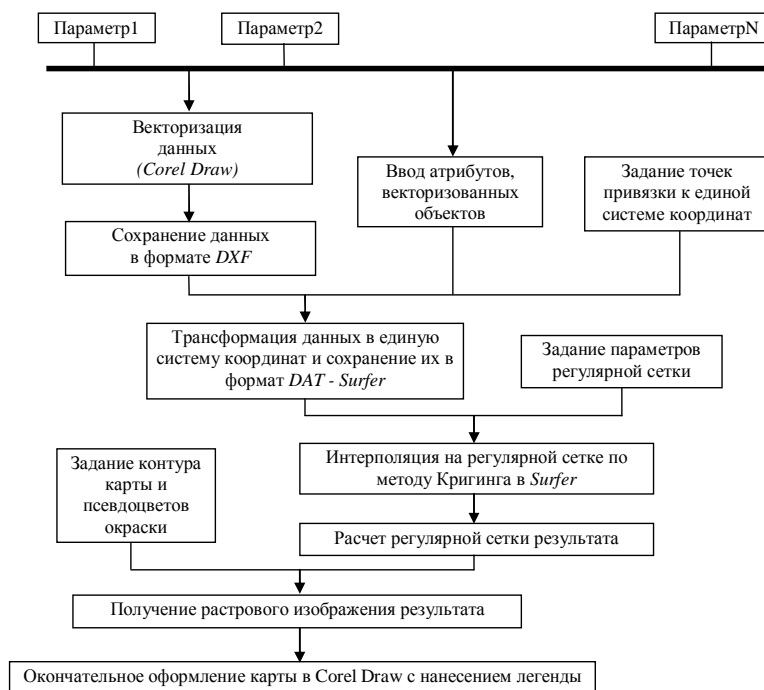 Параметр1
Параметр2
ПараметрN
Векторизация
данных
(Corel Draw)
Ввод атрибутов,
векторизованных
объектов
Задание точек
привязки к единой
системе координат
Сохранение данных
в формате DXF
Трансформация данных в единую
систему координат и сохранение их в
формат DAT - Surfer
Задание параметров
регулярной сетки
Задание контура
карты и
псевдоцветов
окраски
Интерполяция на регулярной сетке по
методу Кригинга в Surfer
Расчет регулярной сетки результата
Получение растрового изображения результата
Окончательное оформление карты в Corel Draw с нанесением легенды